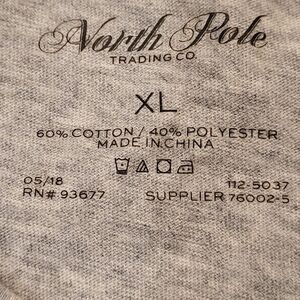 North Pole
TRADING CO.
XL
60% COTTON / 40% POLYESTER
MADE IN CHINA
05/18 112-5037
RN# 93677 SUPPLIER 76002-5